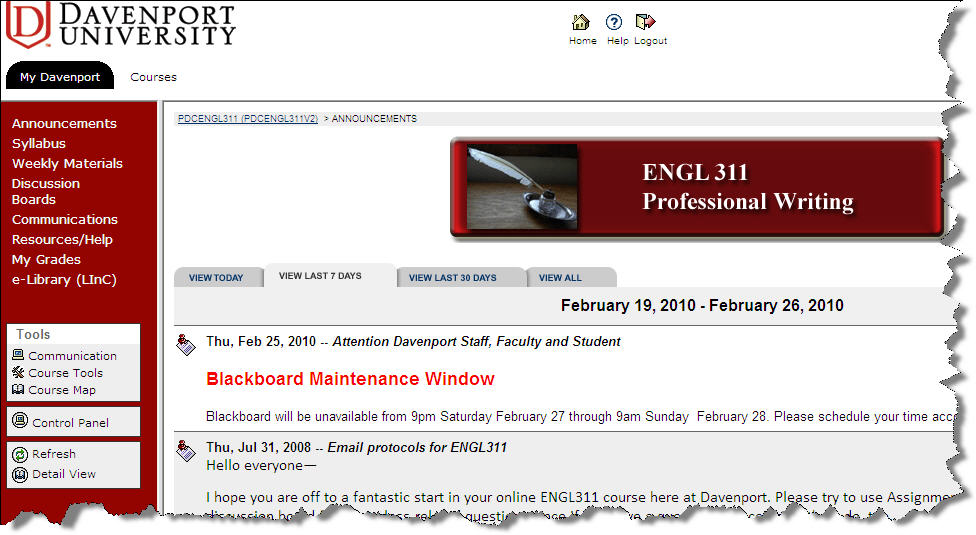 DAVENPORT
UNIVERSITY
Home Help Logout
My Davenport Courses
Announcements
Syllabus
Weekly Materials
Discussion
Boards
Communications
Resources/Help
My Grades
e-Library (LInC)
Tools
Communication
Course Tools
Course Map
Control Panel
Refresh
Detail View
PDCENGL311 (PDCENGL311V2) > ANNOUNCEMENTS
ENGL 311
Professional Writing
VIEW TODAY VIEW LAST 7 DAYS VIEW LAST 30 DAYS VIEW ALL
February 19, 2010 - February 26, 2010
Thu, Feb 25, 2010 -- Attention Davenport Staff, Faculty and Student
Blackboard Maintenance Window
Blackboard will be unavailable from 9pm Saturday February 27 through 9am Sunday February 28. Please schedule your time
Thu, Jul 31, 2008 -- Email protocols for ENGL311
Hello everyone—
I hope you are off to a fantastic start in your online ENGL311 course here at Davenport. Please try to use